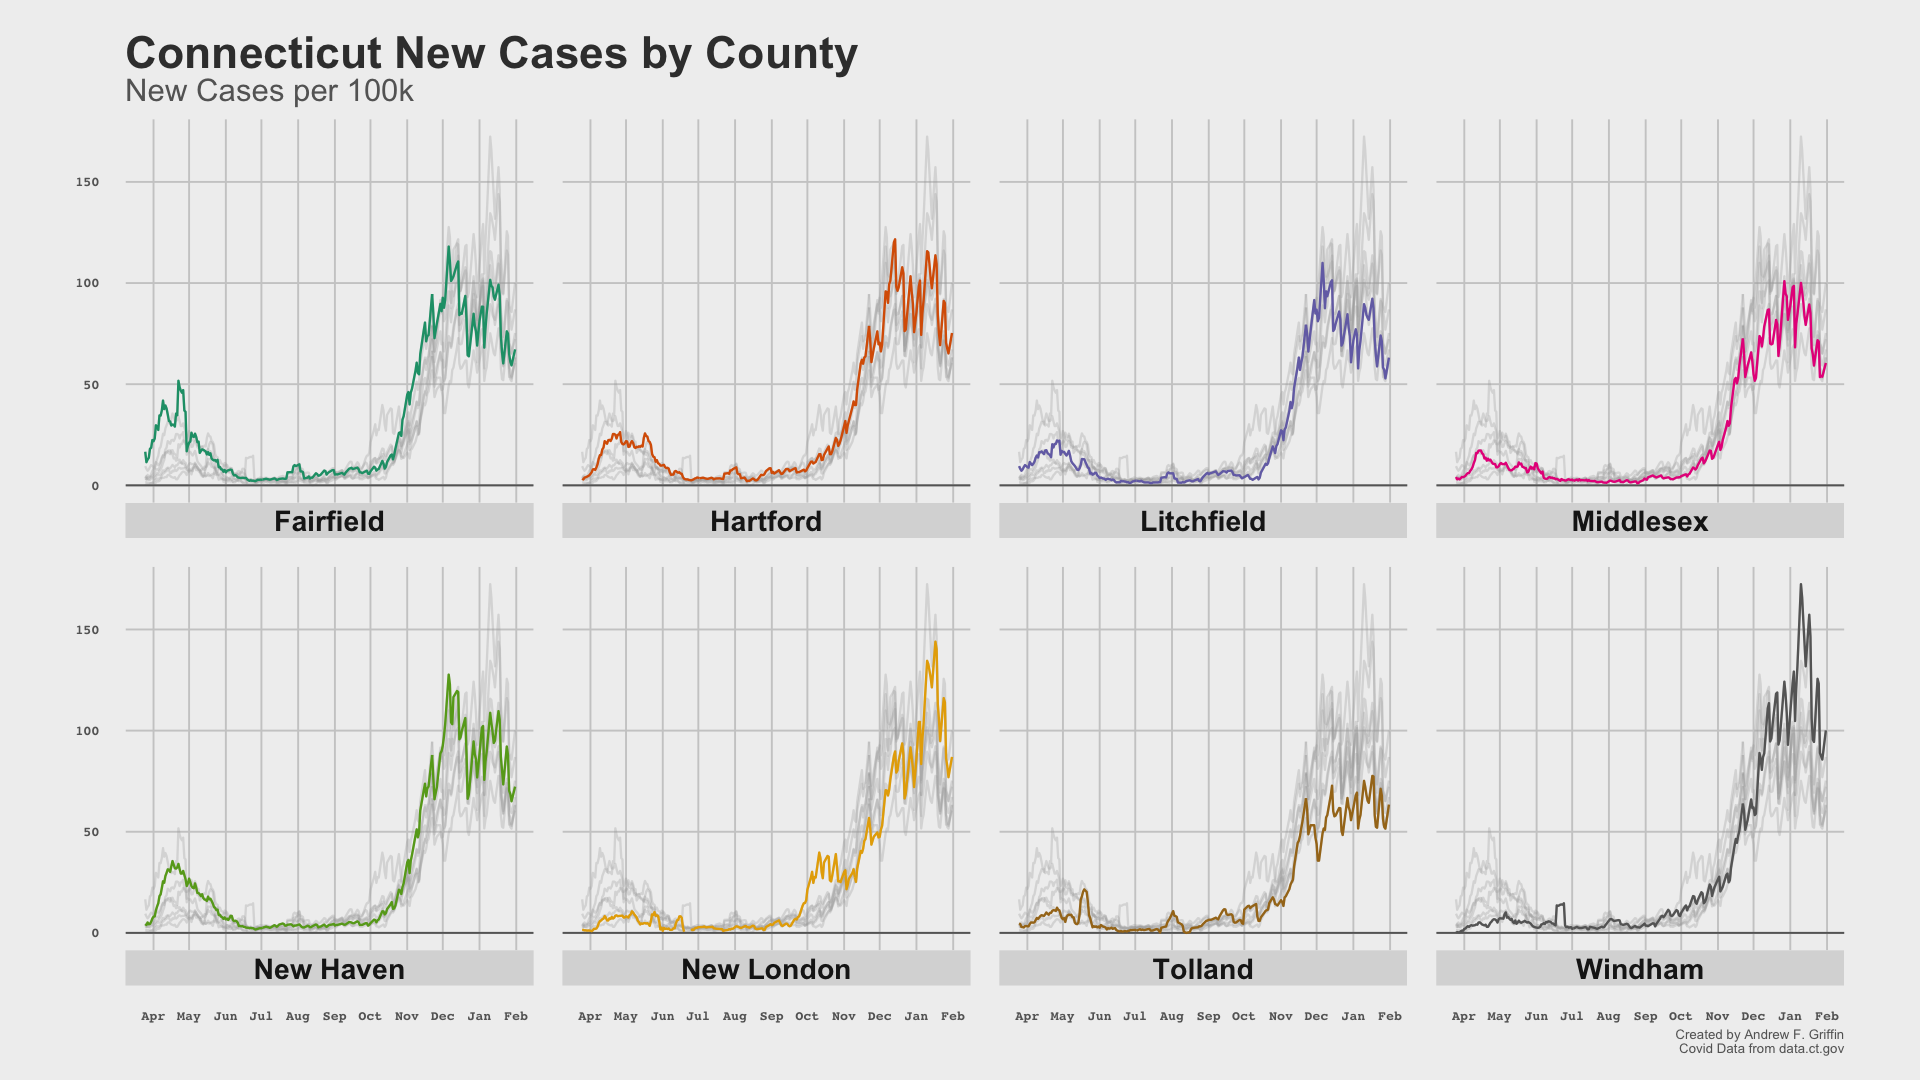 Connecticut New Cases by County
New Cases per 100k
150
100
50
0
Fairfield
Hartford
Litchfield
Middlesex
150
100
50
0
New Haven
New London
Tolland
Windham
Apr May Jun Jul Aug Sep Oct Nov Dec Jan Feb
Apr May Jun Jul Aug Sep Oct Nov Dec Jan Feb
Apr May Jun Jul Aug Sep Oct Nov Dec Jan Feb
Apr May Jun Jul Aug Sep Oct Nov Dec Jan Feb
Created by Andrew F. Griffin
Covid Data from data.ct.gov